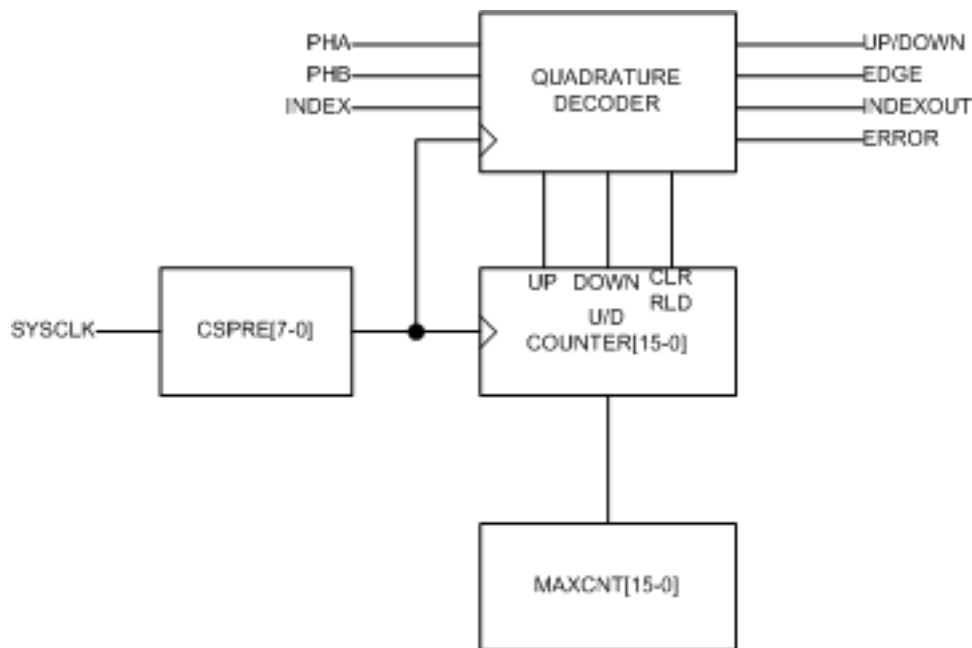 PHA
PHB
INDEX
QUADRATURE
DECODER
UP/DOWN
EDGE
INDEXOUT
ERROR
SYSCLK
CSPRE[7-0]
UP
DOWN
CLR
RLD
U/D
COUNTER[15-0]
MAXCNT[15-0]